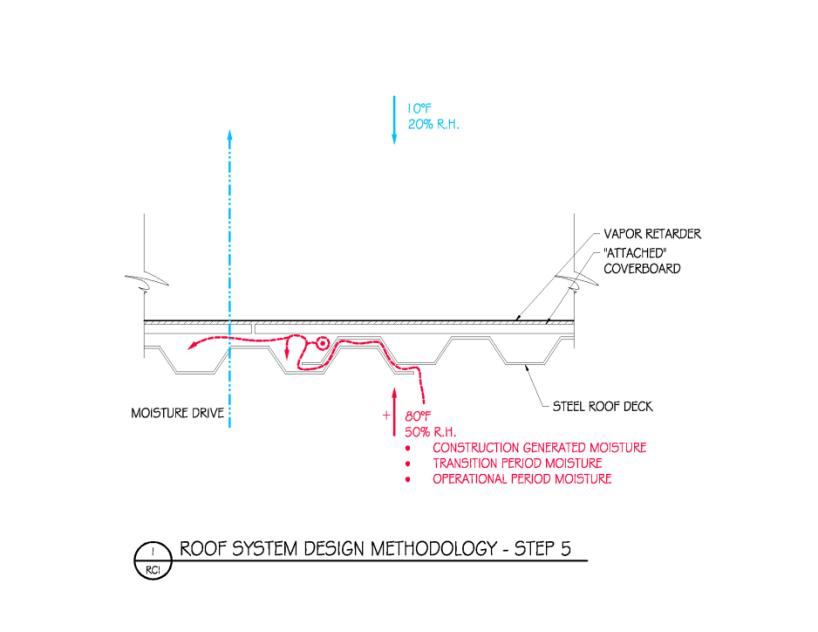 10°F
20% R.H.
VAPOR RETARDER
"ATTACHED"
COVERBOARD
STEEL ROOF DECK
MOISTURE DRIVE
+
80°F
50% R.H.
• CONSTRUCTION GENERATED MOISTURE
• TRANSITION PERIOD MOISTURE
• OPERATIONAL PERIOD MOISTURE
1
RCI
ROOF SYSTEM DESIGN METHODOLOGY - STEP 5